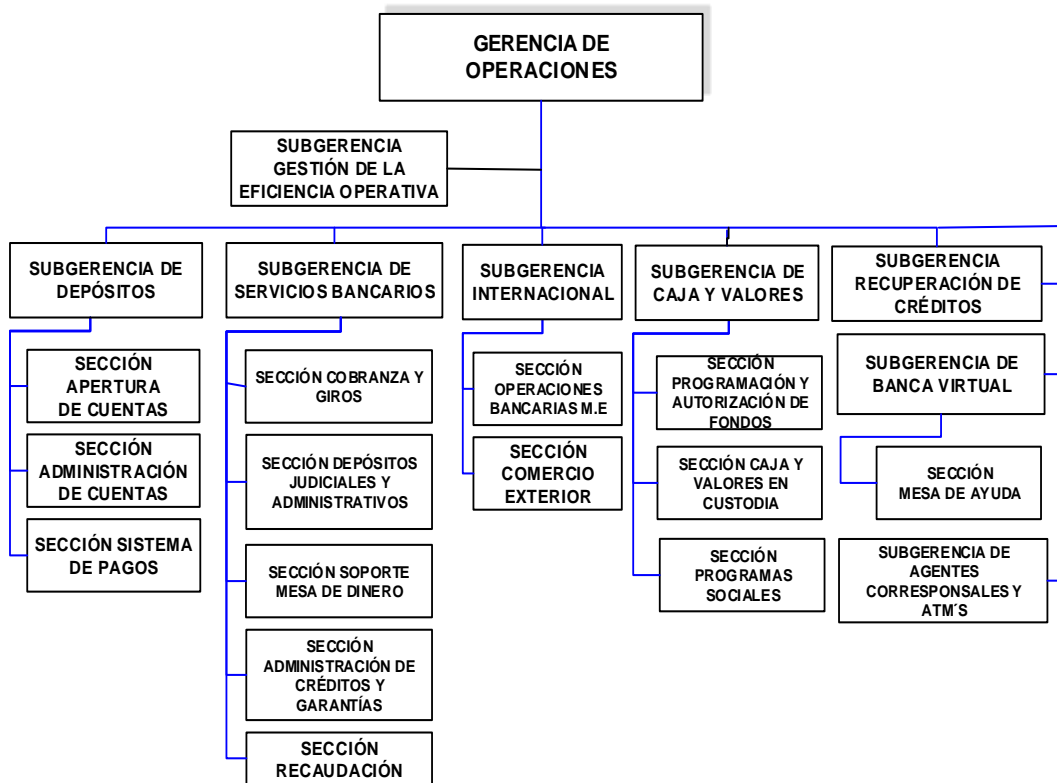 GERENCIA DE
OPERACIONES
SUBGERENCIA
GESTIÓN DE LA
EFICIENCIA OPERATIVA
SUBGERENCIA DE
DEPÓSITOS
SECCIÓN
APERTURA
DE CUENTAS
SECCIÓN
ADMINISTRACIÓN
DE CUENTAS
SECCIÓN SISTEMA
DE PAGOS
SUBGERENCIA DE
SERVICIOS BANCARIOS
SECCIÓN COBRANZA Y
GIROS
SECCIÓN DEPÓSITOS
JUDICIALES Y
ADMINISTRATIVOS
SECCIÓN SOPORTE
MESA DE DINERO
SECCIÓN
ADMINISTRACIÓN DE
CRÉDITOS Y
GARANTÍAS
SECCIÓN
RECAUDACIÓN
SUBGERENCIA
INTERNACIONAL
SECCIÓN
OPERACIONES
BANCARIAS M.E
SECCIÓN
COMERCIO
EXTERIOR
SUBGERENCIA DE
CAJA Y VALORES
SECCIÓN
PROGRAMACIÓN Y
AUTORIZACIÓN DE
FONDOS
SECCIÓN CAJA Y
VALORES EN
CUSTODIA
SECCIÓN
PROGRAMAS
SOCIALES
SUBGERENCIA
RECUPERACIÓN DE
CRÉDITOS
SUBGERENCIA DE
BANCA VIRTUAL
SECCIÓN
MESA DE AYUDA
SUBGERENCIA DE
AGENTES
CORRESPONSALES Y
ATM´S